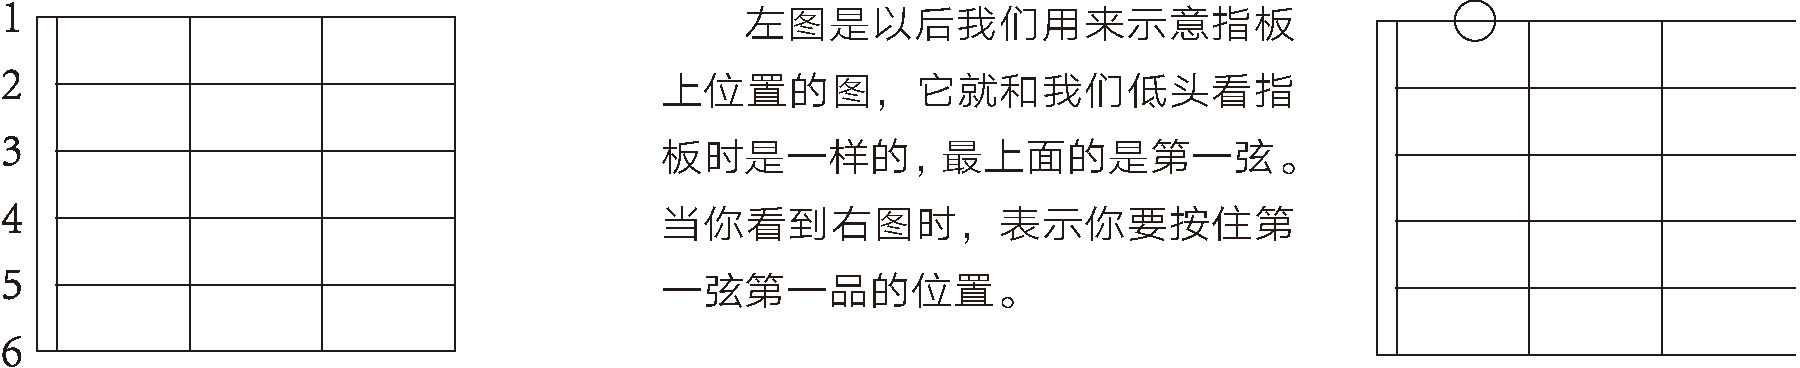 1
2
3
4
5
6
左图是以后我们用来示意指板
上位置的图，它就和我们低头看指
板时是一样的，最上面的是第一弦。
当你看到右图时，表示你要按住第
一弦第一品的位置。